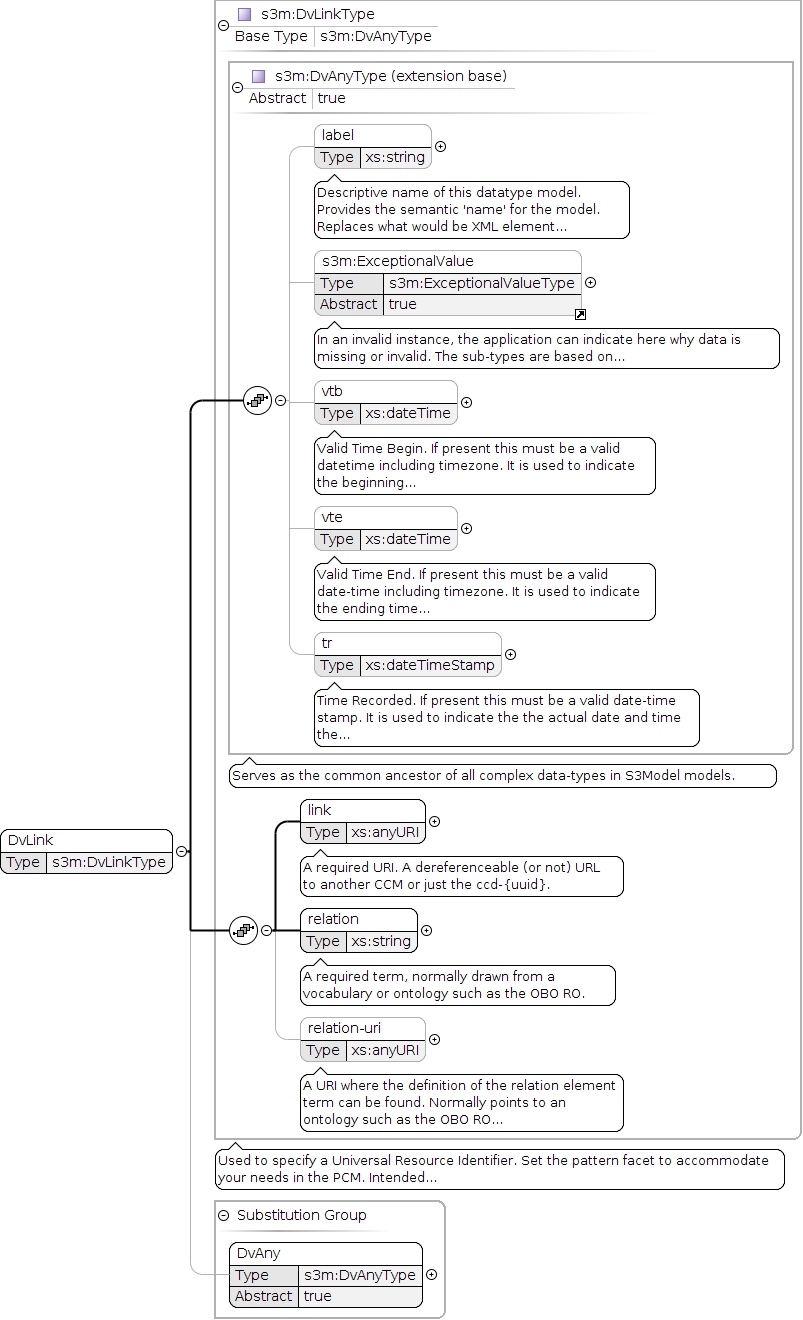 s3m:DvLinkType
Base Type s3m:DvAnyType
s3m:DvAnyType (extension base)
Abstract true
label
Type xs:string
Descriptive name of this datatype model.
Provides the semantic 'name' for the model.
Replaces what would be XML element...
s3m:ExceptionalValue
Type s3m:ExceptionalValueType
Abstract true
In an invalid instance, the application can indicate here why data is
missing or invalid. The sub-types are based on...
vtb
Type xs:dateTime
Valid Time Begin. If present this must be a valid
datetime including timezone. It is used to indicate
the beginning...
vte
Type xs:dateTime
Valid Time End. If present this must be a valid
date-time including timezone. It is used to indicate
the ending time...
tr
Type xs:dateTimeStamp
Time Recorded. If present this must be a valid date-time
stamp. It is used to indicate the the actual date and time
the...
Serves as the common ancestor of all complex data-types in S3Model models.
DvLink
Type s3m:DvLinkType
link
Type xs:anyURI
A required URI. A dereferenceable (or not) URL
to another CCM or just the ccd-{uuid}.
relation
Type xs:string
A required term, normally drawn from a
vocabulary or ontology such as the OBO RO.
relation-uri
Type xs:anyURI
A URI where the definition of the relation element
term can be found. Normally points to an
ontology such as the OBO RO...
Used to specify a Universal Resource Identifier. Set the pattern facet to accommodate
your needs in the PCM. Intended...
Substitution Group
DvAny
Type s3m:DvAnyType
Abstract true